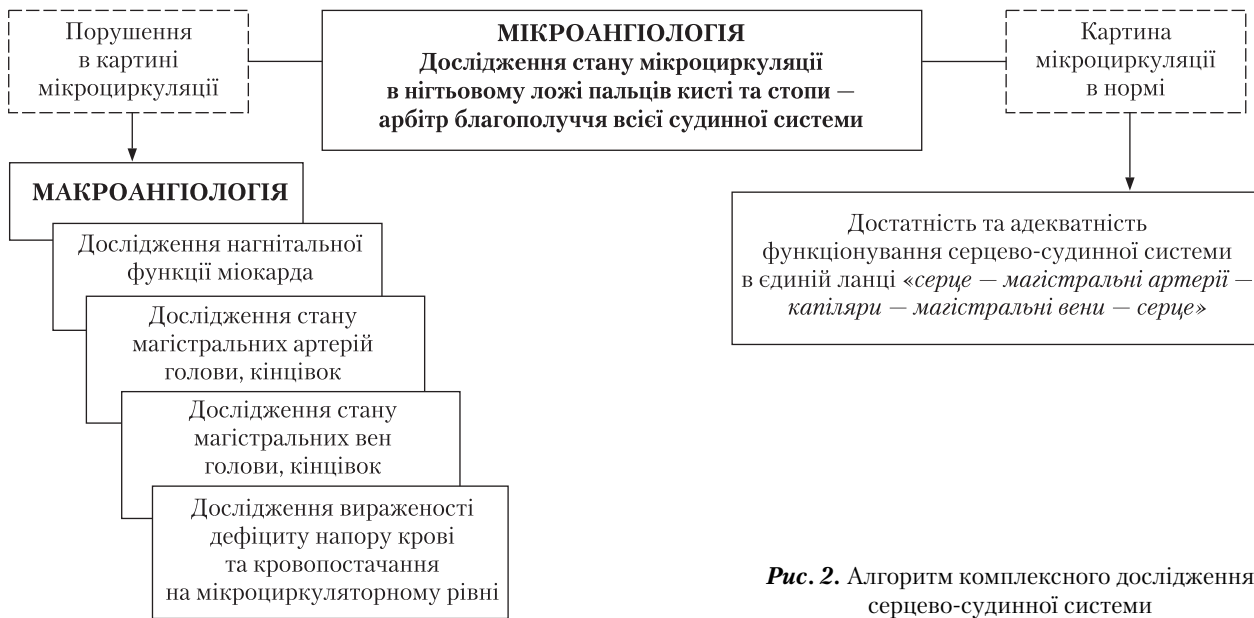 Порушення
в картині
мікроциркуляції
МІКРОАНГІОЛОГІЯ
Дослідження стану мікроциркуляції
в нігтьовому ложі пальців кисті та стопи —
арбітр благополуччя всієї судинної системи
Картина
мікроциркуляції
в нормі
МАКРОАНГІОЛОГІЯ
Дослідження нагнітальної
функції міокарда
Дослідження стану
магістральних артерій
голови, кінцівок
Дослідження стану
магістральних вен
голови, кінцівок
Дослідження вираженості
дефіциту напору крові
та кровопостачання
на мікроциркуляторному рівні
Достатність та адекватність
функціонування серцево-судинної системи
в єдиній ланці «серце — магістральні артерії —
капіляри — магістральні вени — серце»
Рис. 2. Алгоритм комплексного дослідження
серцево-судинної системи